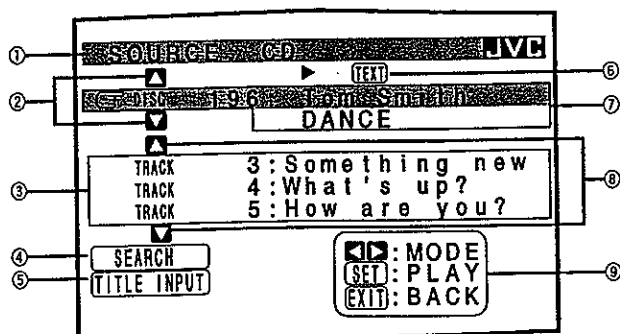 ① SOURCE CD JVC
▶ TEXT ⑥
②
DISC 196 Tom Smith ⑦
DANCE
③ TRACK 3:Something new ⑧
TRACK 4:What's up?
TRACK 5:How are you?
④ SEARCH ◀▶:MODE
⑤ TITLE INPUT SET:PLAY ⑨
EXIT:BACK